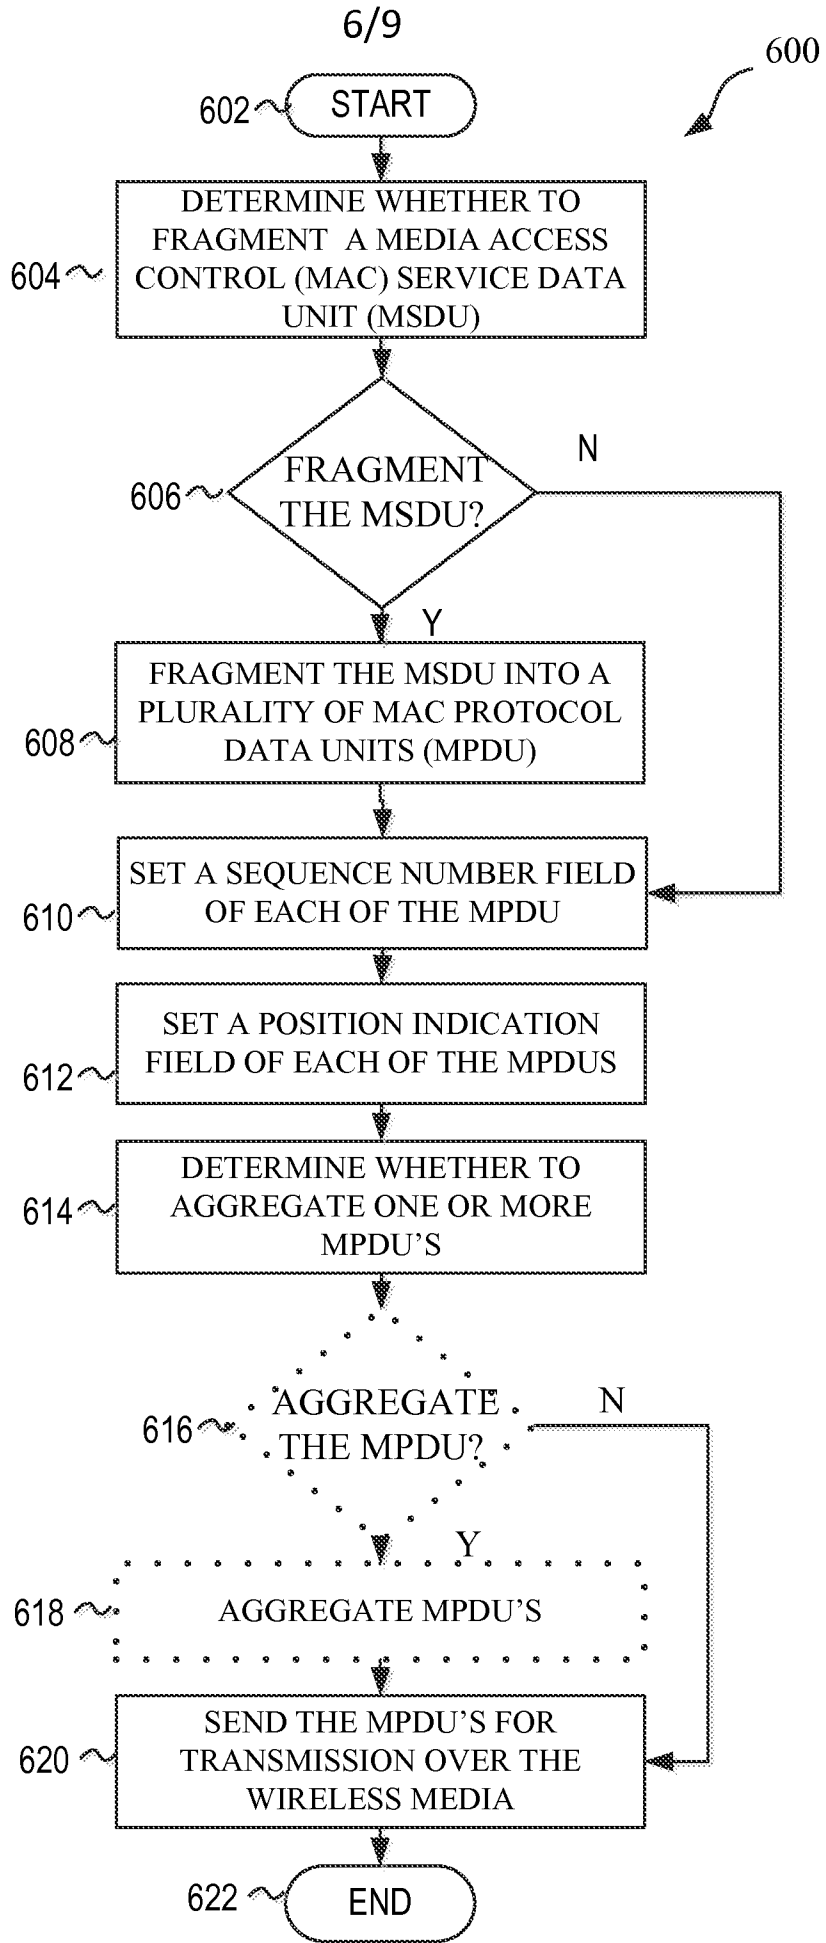 6/9
600
602
START
DETERMINE WHETHER TO
FRAGMENT A MEDIA ACCESS
CONTROL (MAC) SERVICE DATA
UNIT (MSDU)
604
N
FRAGMENT
THE MSDU?
606
Y
FRAGMENT THE MSDU INTO A
PLURALITY OF MAC PROTOCOL
DATA UNITS (MPDU)
608
SET A SEQUENCE NUMBER FIELD
OF EACH OF THE MPDU
610
SET A POSITION INDICATION
FIELD OF EACH OF THE MPDUS
612
DETERMINE WHETHER TO
AGGREGATE ONE OR MORE
MPDU'S
614
N
AGGREGATE
THE MPDU?
616
Y
AGGREGATE MPDU'S
618
SEND THE MPDU'S FOR
TRANSMISSION OVER THE
WIRELESS MEDIA
620
END
622